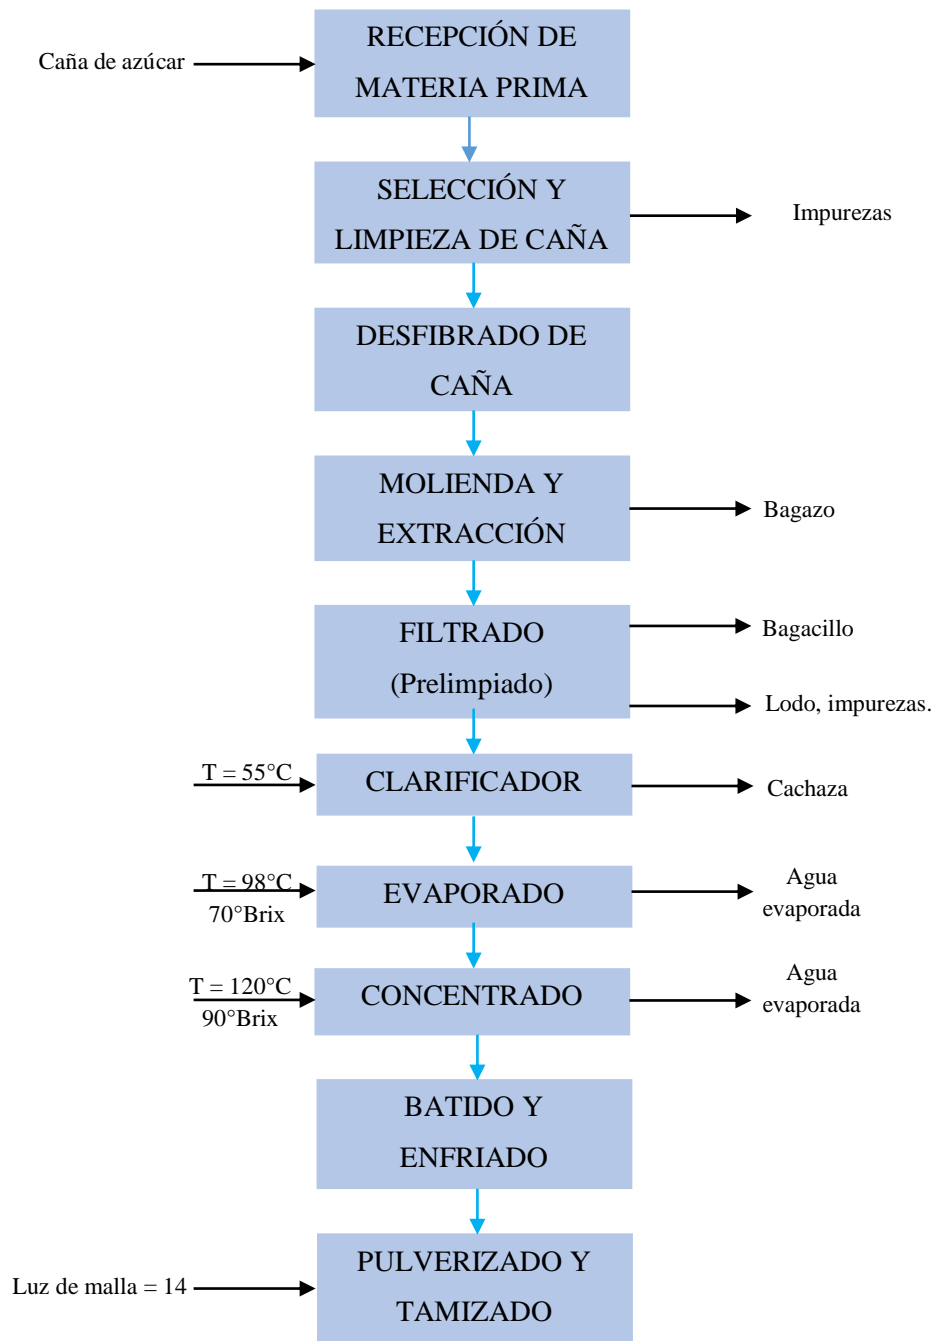 RECEPCIÓN DE
MATERIA PRIMA
Caña de azúcar
SELECCIÓN Y
LIMPIEZA DE CAÑA
Impurezas
DESFIBRADO DE
CAÑA
MOLIENDA Y
EXTRACCIÓN
Bagazo
FILTRADO
(Prelimpiado)
Bagacillo
Lodo, impurezas.
T = 55°C
CLARIFICADOR
Cachaza
T = 98°C
70°Brix
EVAPORADO
Agua
evaporada
T = 120°C
90°Brix
CONCENTRADO
Agua
evaporada
BATIDO Y
ENFRIADO
Luz de malla = 14
PULVERIZADO Y
TAMIZADO